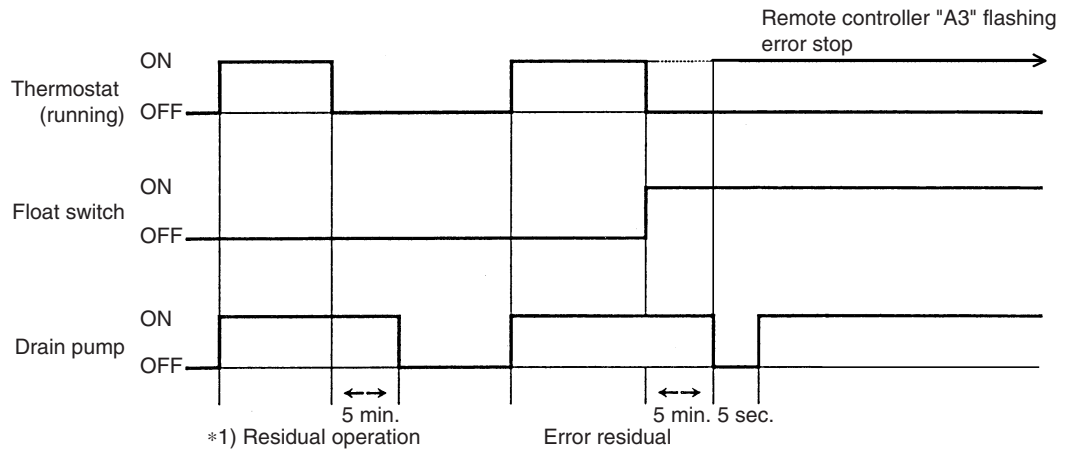 Remote controller "A3" flashing
error stop
ON
Thermostat
(running)
OFF
ON
Float switch
OFF
ON
Drain pump
OFF
5 min.
5 min. 5 sec.
*1) Residual operation
Error residual